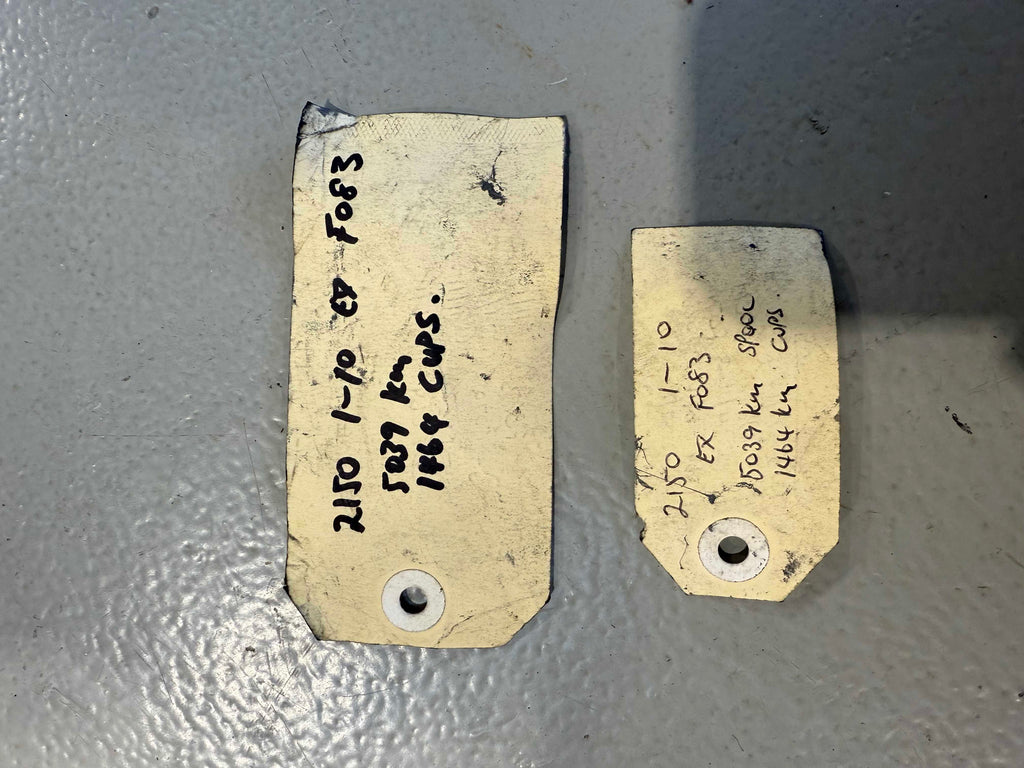 2150 1-10 EX F083
5039 km
1464 CUPS.
2150 1-10
EX F083
5039 km SPOOL
1464 km CUPS.